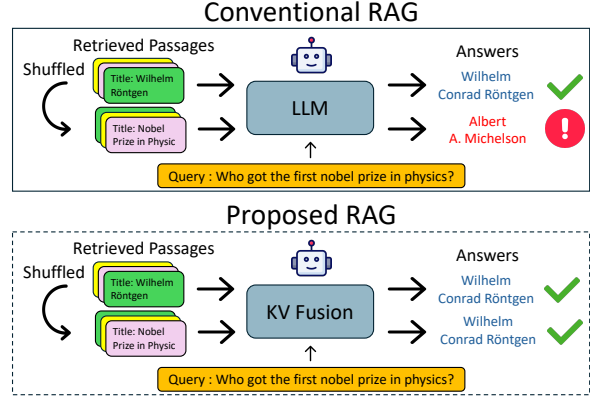 Conventional RAG
Retrieved Passages
Answers
Shuffled
Title: Wilhelm
Röntgen
Title: Nobel
Prize in Physic
LLM
Wilhelm
Conrad Röntgen
Albert
A. Michelson
Query : Who got the first nobel prize in physics?
Proposed RAG
Retrieved Passages
Answers
Shuffled
Title: Wilhelm
Röntgen
Title: Nobel
Prize in Physic
KV Fusion
Wilhelm
Conrad Röntgen
Wilhelm
Conrad Röntgen
Query : Who got the first nobel prize in physics?